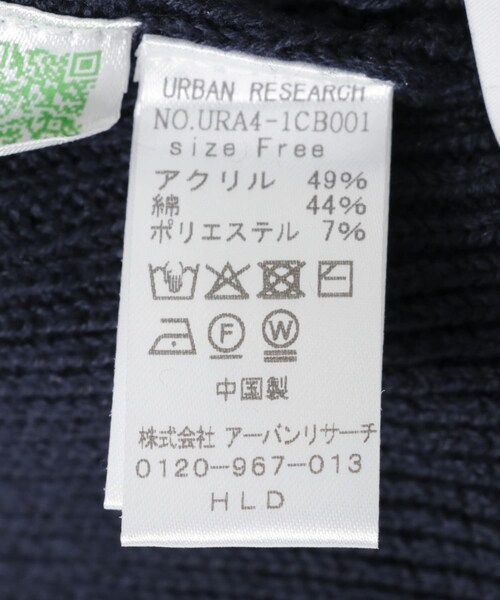 URBAN RESEARCH
NO.URA4-1CB001
size Free
アクリル 49%
綿 44%
ポリエステル 7%
F W
中国製
株式会社 アーバンリサーチ
0120-967-013
HLD